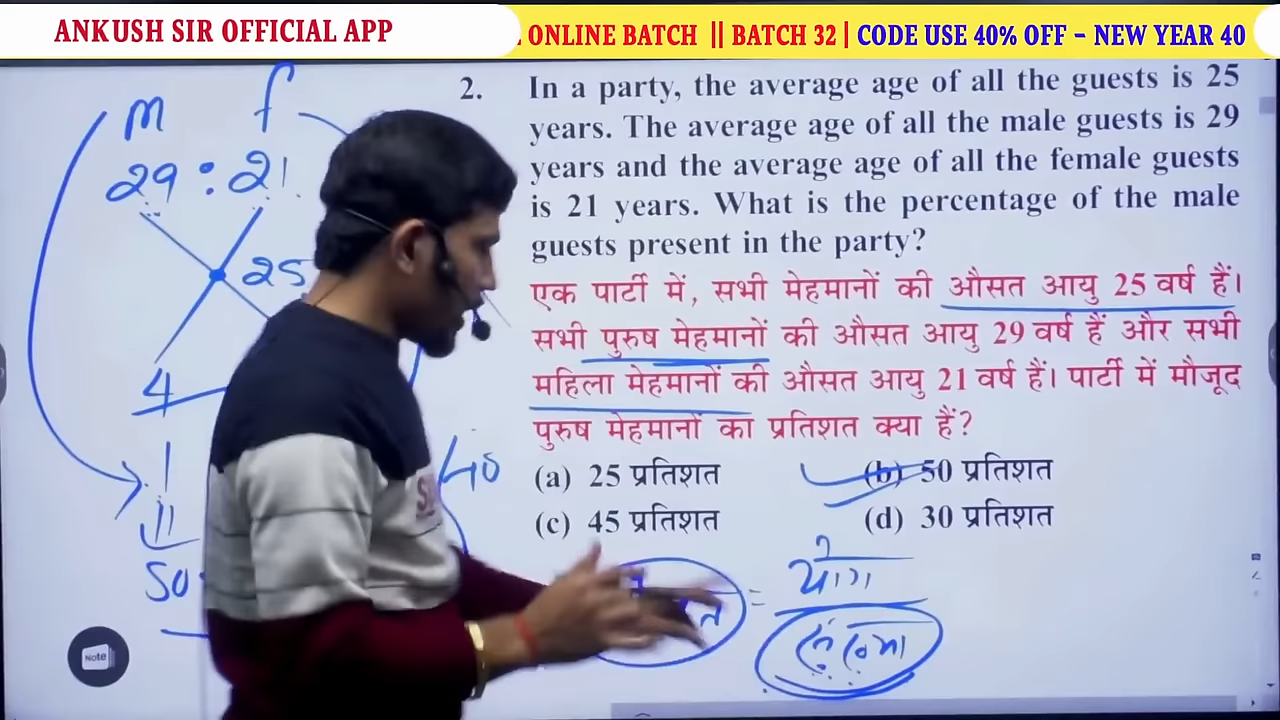 ANKUSH SIR OFFICIAL APP
ONLINE BATCH || BATCH 32 | CODE USE 40% OFF – NEW YEAR 40
2. In a party, the average age of all the guests is 25
years. The average age of all the male guests is 29
years and the average age of all the female guests
is 21 years. What is the percentage of the male
guests present in the party?
एक पार्टी में, सभी मेहमानों की औसत आयु 25 वर्ष हैं।
सभी पुरुष मेहमानों की औसत आयु 29 वर्ष हैं और सभी
महिला मेहमानों की औसत आयु 21 वर्ष हैं। पार्टी में मौजूद
पुरुष मेहमानों का प्रतिशत क्या हैं?
(a) 25 प्रतिशत (b) 50 प्रतिशत
(c) 45 प्रतिशत (d) 30 प्रतिशत
m f
29 : 21
25
4
1
50
= योग
Note